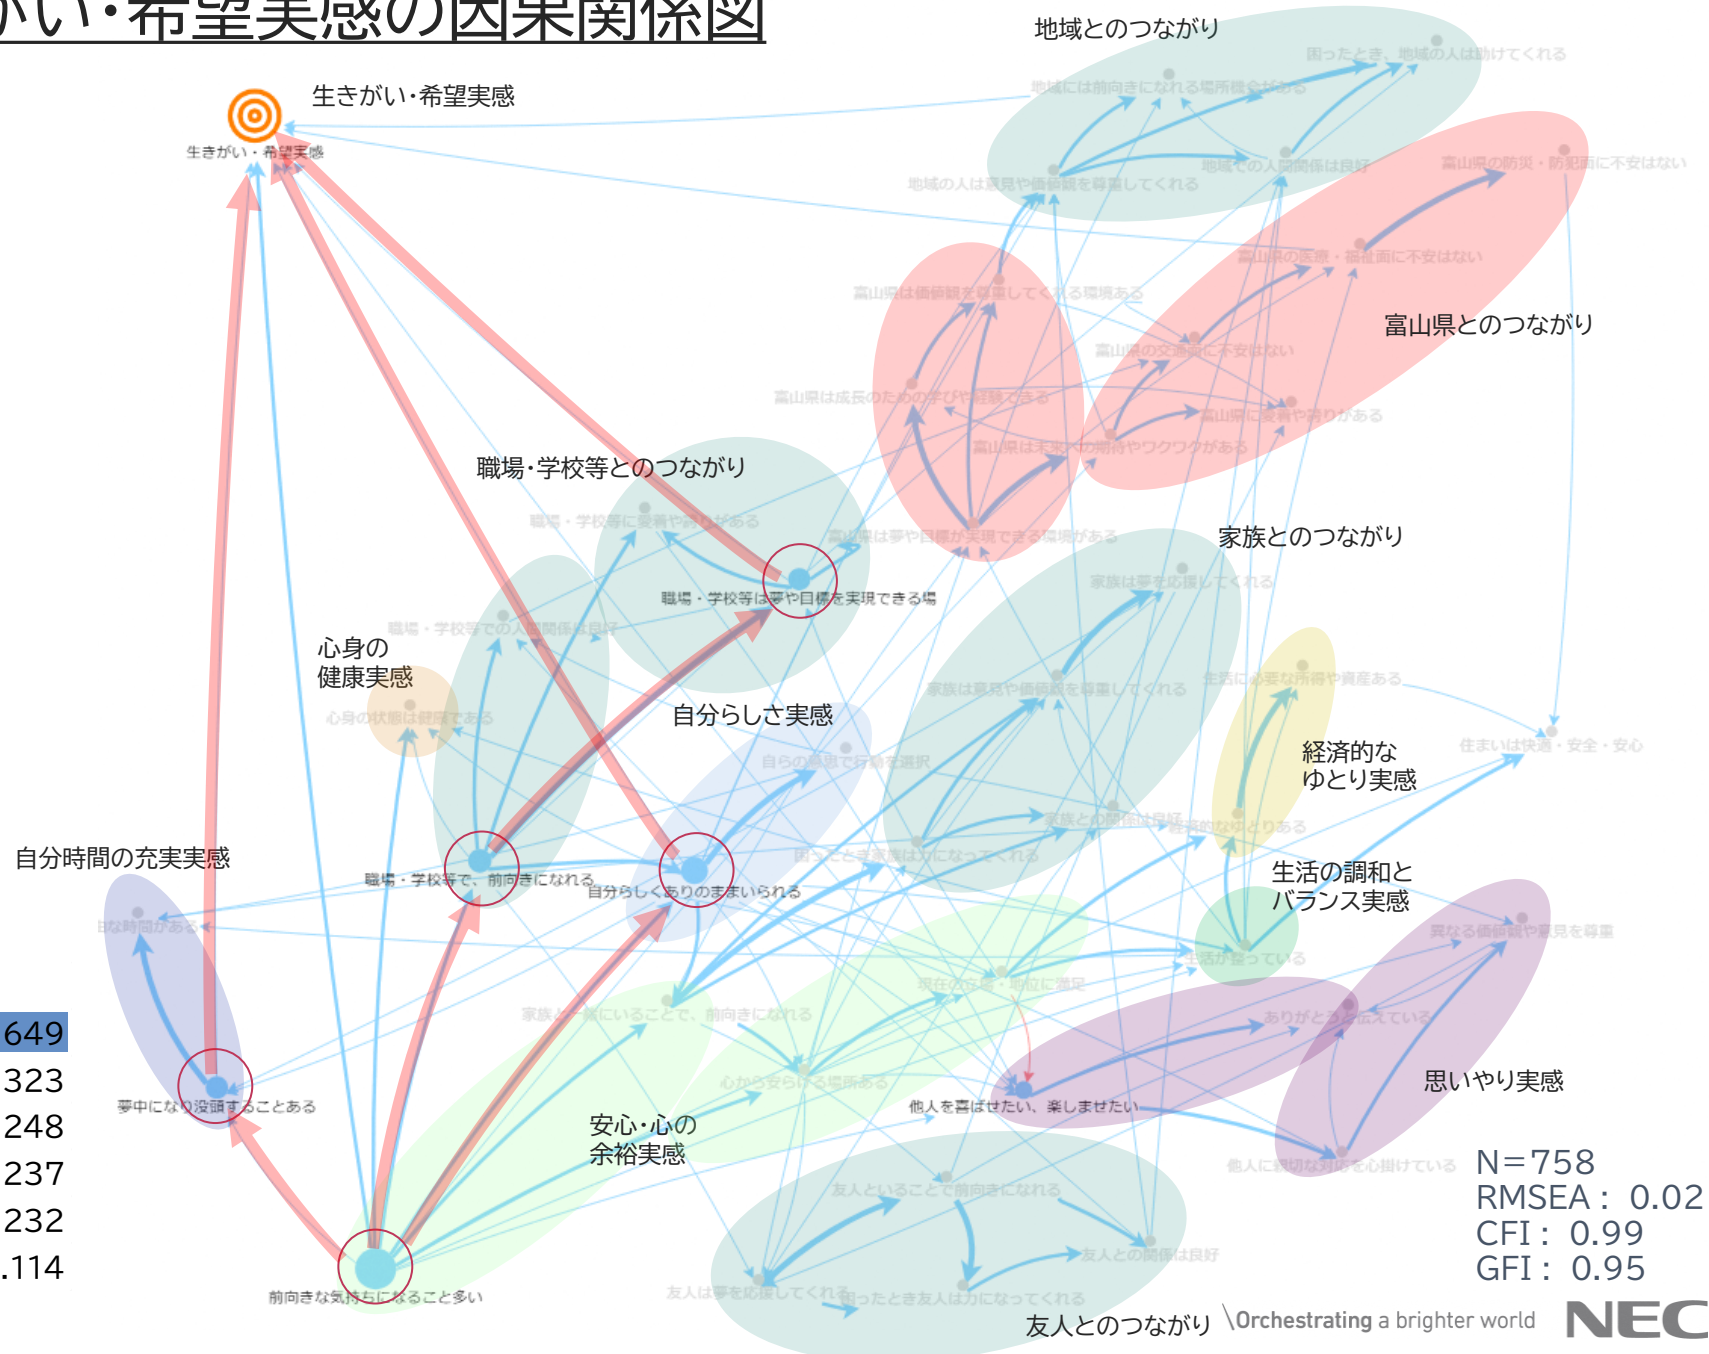 がい・希望実感の因果関係図
地域とのつながり
困ったとき、地域の人は助けてくれる
地域には前向きになれる場所機会がある
生きがい・希望実感
生きがい・希望実感
地域での人間関係は良好
富山県の防災・防犯面に不安はない
地域の人は意見や価値観を尊重してくれる
富山県の医療・福祉面に不安はない
富山県は価値観を尊重してくれる環境ある
富山県とのつながり
富山県の交通面に不安はない
富山県は成長のための学びや経験できる
富山県に愛着や誇りがある
富山県は未来への期待やワクワクがある
職場・学校等とのつながり
職場・学校等に愛着や誇りがある
富山県は夢や目標が実現できる環境がある
家族とのつながり
家族は夢を応援してくれる
職場・学校等は夢や目標を実現できる場
職場・学校等での人間関係は良好
心身の
健康実感
心身の状態は健康である
家族は意見や価値観を尊重してくれる
生活に必要な所得や資産ある
自分らしさ実感
自らの意思で行動を選択
住まいは快適・安全・安心
経済的な
ゆとり実感
家族との関係は良好
経済的なゆとりある
自分時間の充実実感
困ったとき家族は力になってくれる
職場・学校等で、前向きになれる
自分らしくありのままいられる
生活の調和と
バランス実感
な時間がある
異なる価値観や意見を尊重
生活が整っている
現在の立場・地位に満足
家族と一緒にいることで、前向きになれる
ありがとうと伝えている
649
323
248
237
232
.114
心から安らげる場所ある
思いやり実感
夢中になり没頭することある
他人を喜ばせたい、楽しませたい
安心・心の
余裕実感
他人に親切な対応を心掛けている
友人といることで前向きになれる
N＝758
RMSEA： 0.02
CFI： 0.99
GFI： 0.95
友人との関係は良好
前向きな気持ちになること多い
友人は夢を応援してくれる
困ったとき友人は力になってくれる
友人とのつながり
\Orchestrating a brighter world
NEC